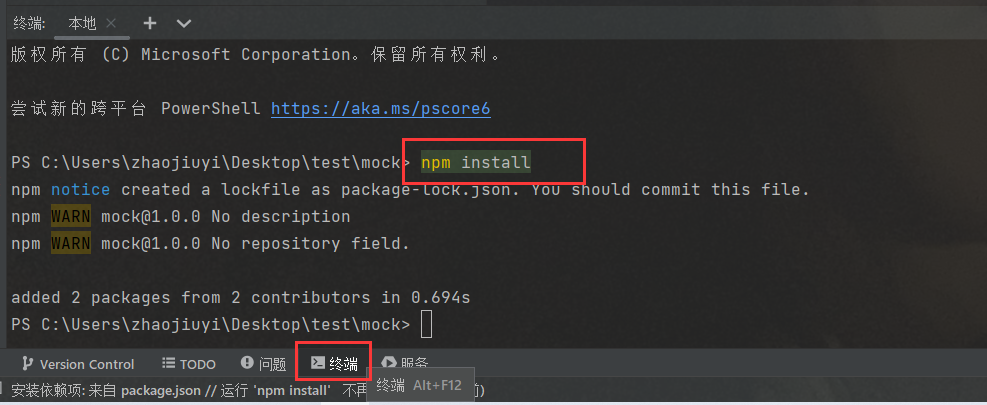 终端: 本地 × + ∨
版权所有 (C) Microsoft Corporation。保留所有权利。
尝试新的跨平台 PowerShell https://aka.ms/pscore6
PS C:\Users\zhaojiuyi\Desktop\test\mock> npm install
npm notice created a lockfile as package-lock.json. You should commit this file.
npm WARN mock@1.0.0 No description
npm WARN mock@1.0.0 No repository field.
added 2 packages from 2 contributors in 0.694s
PS C:\Users\zhaojiuyi\Desktop\test\mock>
Version Control TODO 问题 终端 服务
安装依赖项: 来自 package.json // 运行 'npm install' 不再
终端 Alt+F12